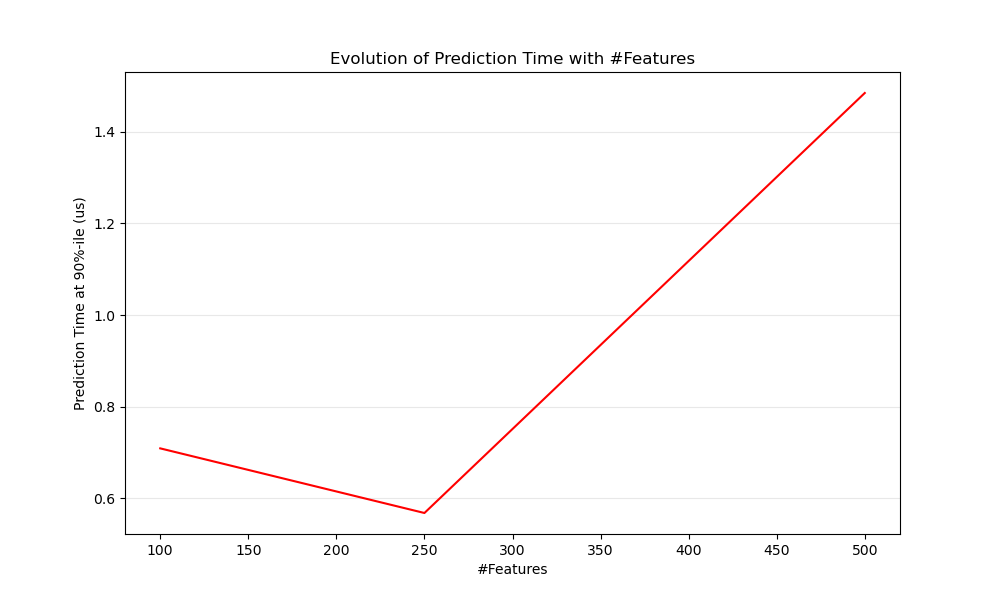 Evolution of Prediction Time with #Features
Prediction Time at 90%-ile (us)
1.4
1.2
1.0
0.8
0.6
100 150 200 250 300 350 400 450 500
#Features